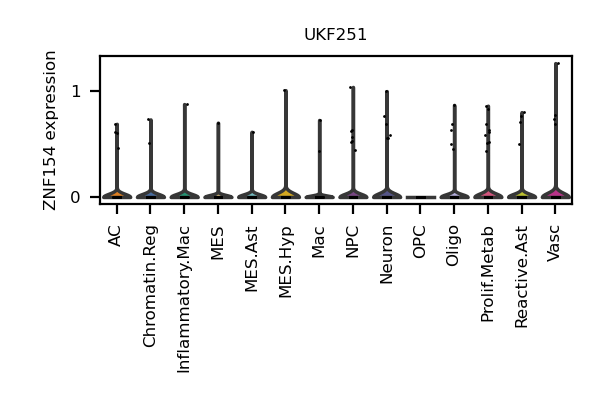 UKF251
ZNF154 expression
1
0
AC
Chromatin.Reg
Inflammatory.Mac
MES
MES.Ast
MES.Hyp
Mac
NPC
Neuron
OPC
Oligo
Prolif.Metab
Reactive.Ast
Vasc